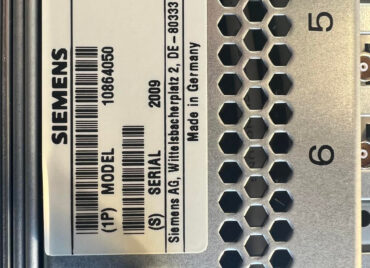 SIEMENS
(1P) MODEL 10864050
(S) SERIAL 2009
Siemens AG, Wittelsbacherplatz 2, DE - 80333
Made in Germany
5
6